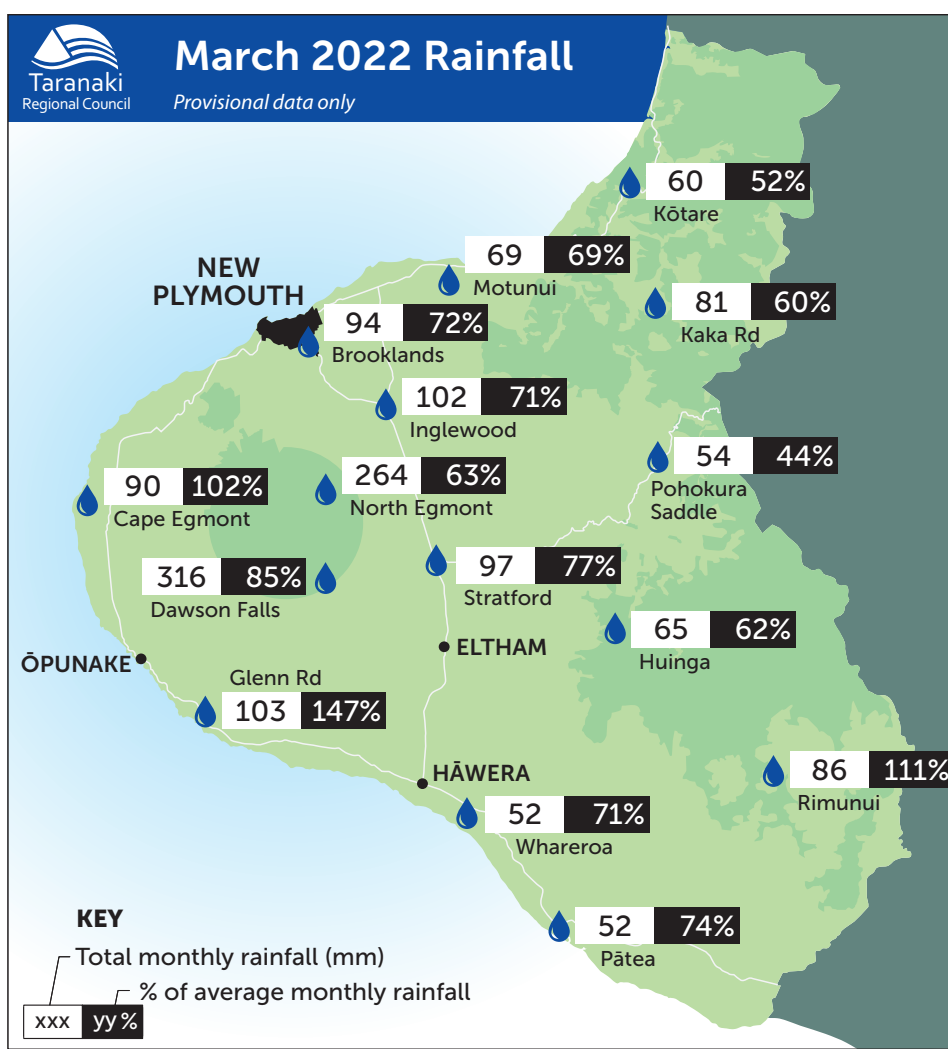 Taranaki
Regional Council
March 2022 Rainfall
Provisional data only
60 52%
Kōtare
69 69%
Motunui
NEW
PLYMOUTH
81 60%
Kaka Rd
94 72%
Brooklands
102 71%
Inglewood
54 44%
Pohokura
Saddle
264 63%
North Egmont
90 102%
Cape Egmont
97 77%
Stratford
316 85%
Dawson Falls
65 62%
Huinga
ELTHAM
ŌPUNAKE
Glenn Rd
103 147%
86 111%
Rimunui
HĀWERA
52 71%
Whareroa
52 74%
Pātea
KEY
Total monthly rainfall (mm)
% of average monthly rainfall
xxx yy%